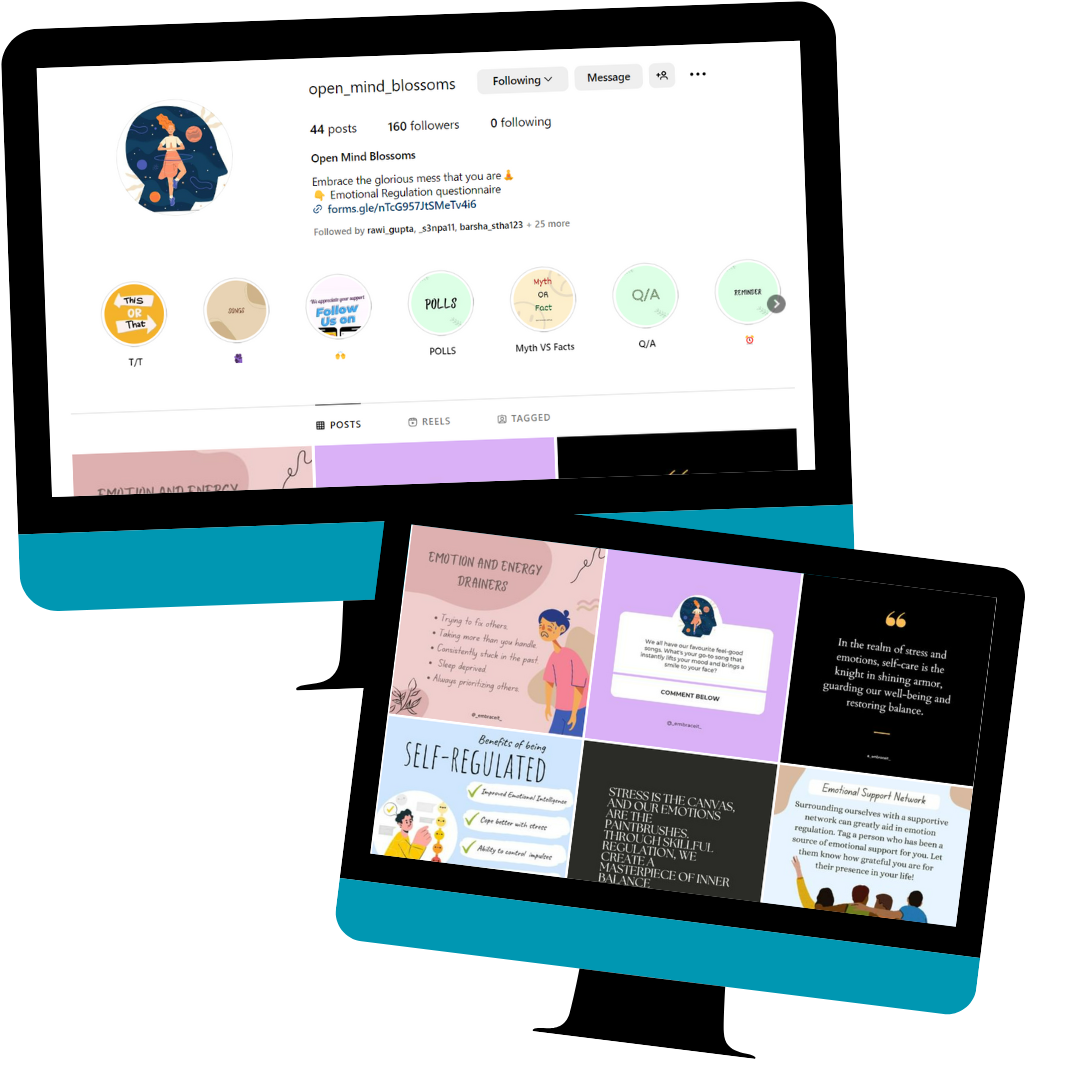 open_mind_blossoms
Following
Message
44 posts
160 followers
0 following
Open Mind Blossoms
Embrace the glorious mess that you are
Emotional Regulation questionnaire
forms.gle/nTcG957JtSMeTv4i6
Followed by rawi_gupta, _s3npa11, barsha_stha123 + 25 more
This
OR
That
SONGS
We appreciate your support
Follow
Us on
POLLS
Myth
OR
Fact
Q/A
REMINDER
T/T
POLLS
Myth VS Facts
Q/A
POSTS
REELS
TAGGED
EMOTION AND ENERGY
EMOTION AND ENERGY
DRAINERS
• Trying to fix others.
• Taking more than you handle.
• Consistently stuck in the past.
• Sleep deprived
• Always prioritizing others.
@_embraceit_
We all have our favourite feel-good
songs. What's your go-to song that
instantly lifts your mood and brings a
smile to your face?
COMMENT BELOW
@_embraceit_
In the realm of stress and
emotions, self-care is the
knight in shining armor,
guarding our well-being and
restoring balance.
Benefits of being
SELF-REGULATED
Improved Emotional Intelligence
Cope better with stress
Ability to control impulses
STRESS IS THE CANVAS,
AND OUR EMOTIONS
ARE THE
PAINTBRUSHES.
THROUGH SKILLFUL
REGULATION, WE
CREATE A
MASTERPIECE OF INNER
BALANCE
Emotional Support Network
Surrounding ourselves with a supportive
network can greatly aid in emotion
regulation. Tag a person who has been a
source of emotional support for you. Let
them know how grateful you are for
their presence in your life!